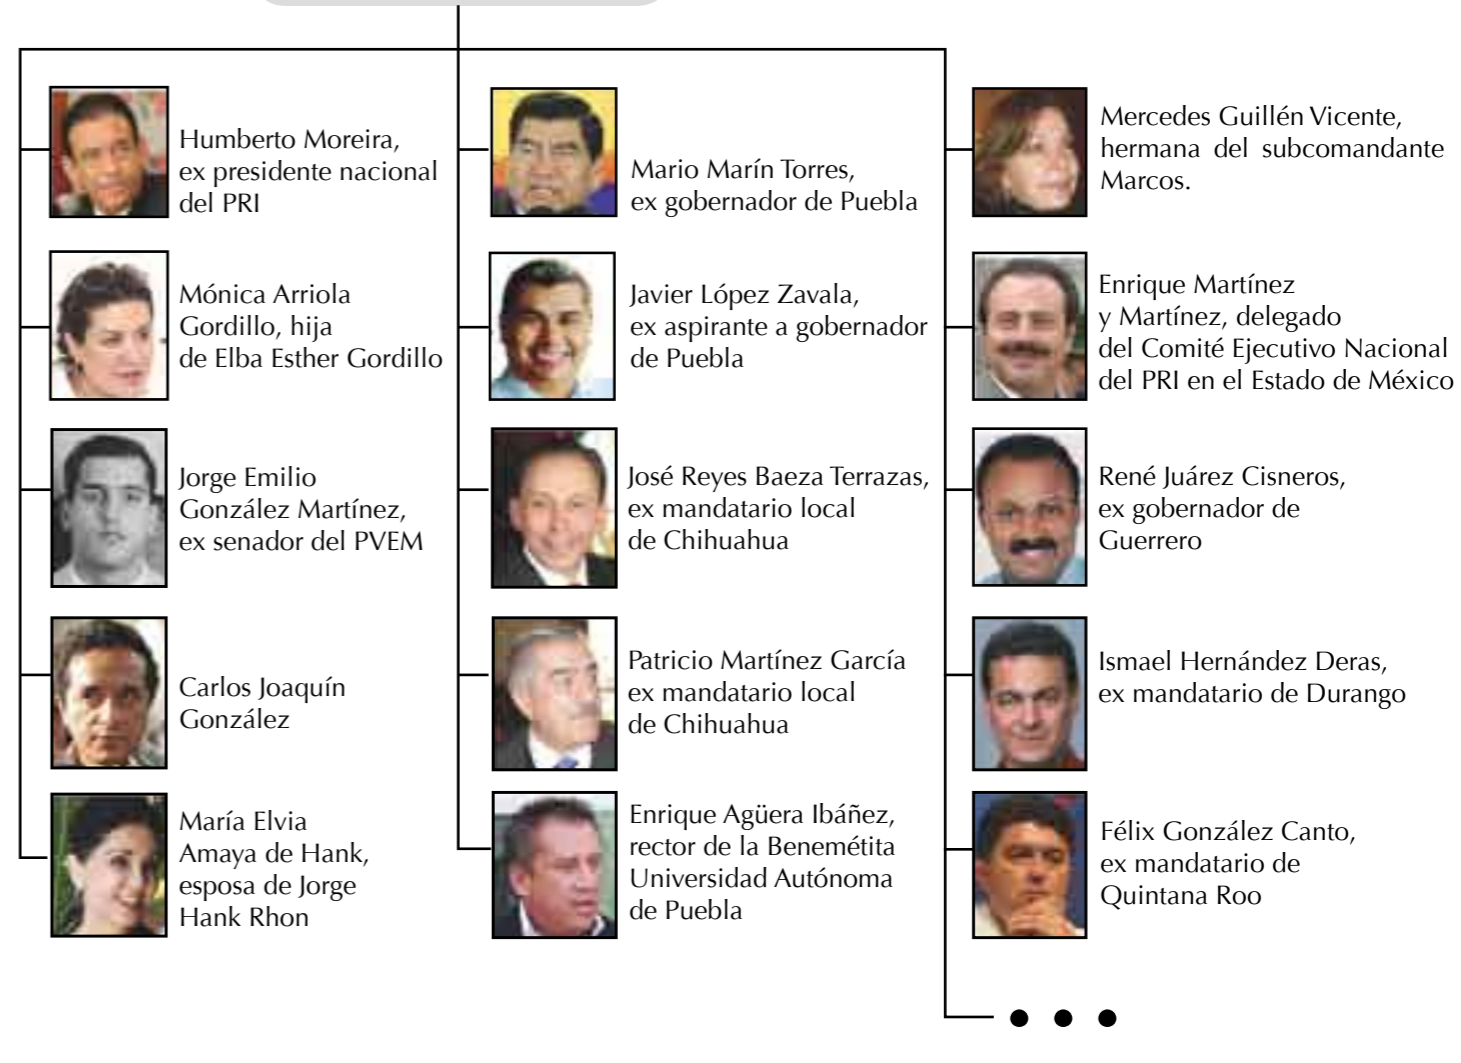 Humberto Moreira,
ex presidente nacional
del PRI
Mónica Arriola
Gordillo, hija
de Elba Esther Gordillo
Jorge Emilio
González Martínez,
ex senador del PVEM
Carlos Joaquín
González
María Elvia
Amaya de Hank,
esposa de Jorge
Hank Rhon
Mario Marín Torres,
ex gobernador de Puebla
Javier López Zavala,
ex aspirante a gobernador
de Puebla
José Reyes Baeza Terrazas,
ex mandatario local
de Chihuahua
Patricio Martínez García
ex mandatario local
de Chihuahua
Enrique Agüera Ibáñez,
rector de la Benemétita
Universidad Autónoma
de Puebla
Mercedes Guillén Vicente,
hermana del subcomandante
Marcos.
Enrique Martínez
y Martínez, delegado
del Comité Ejecutivo Nacional
del PRI en el Estado de México
René Juárez Cisneros,
ex gobernador de
Guerrero
Ismael Hernández Deras,
ex mandatario de Durango
Félix González Canto,
ex mandatario de
Quintana Roo